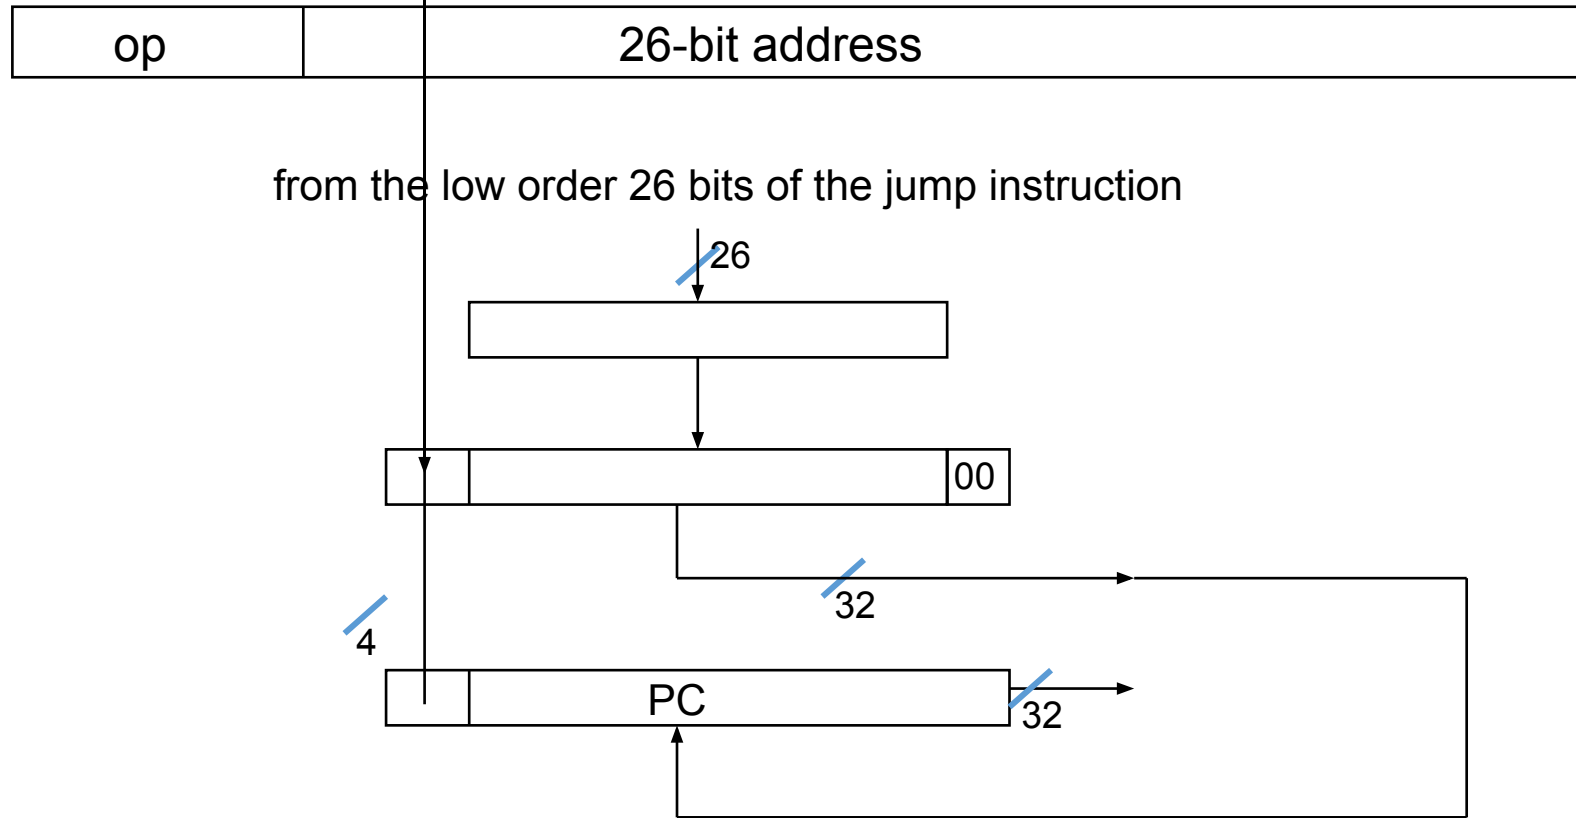 op 26-bit address
from the low order 26 bits of the jump instruction
26
00
32
4
PC
32